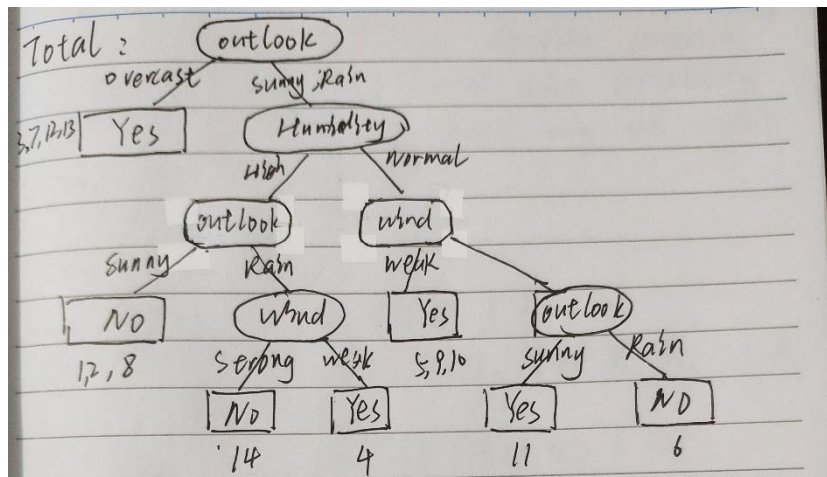 Total:
outlook
overcast sunny;Rain
3,7,12,13 Yes Humbility
High Normal
outlook wind
sunny Rain weak
No wind Yes outlook
1,2,8 strong weak 5,9,10 sunny Rain
No Yes Yes NO
14 4 11 6